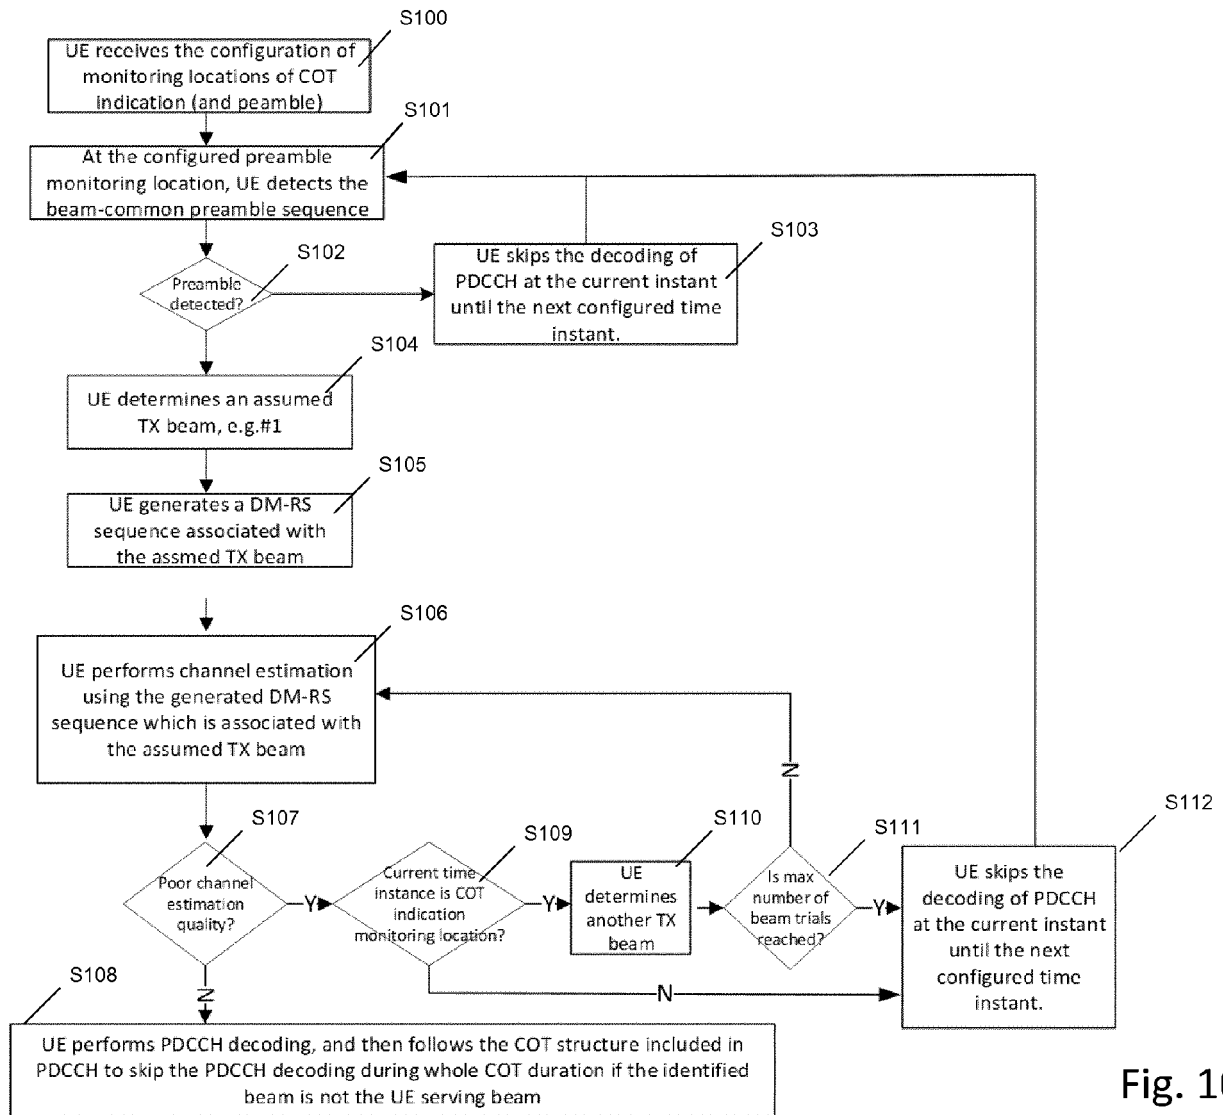 S100
UE receives the configuration of
monitoring locations of COT
indication (and peamble)
S101
At the configured preamble
monitoring location, UE detects the
beam-common preamble sequence
S102
Preamble
detected?
S103
UE skips the decoding of
PDCCH at the current instant
until the next configured time
instant.
S104
UE determines an assumed
TX beam, e.g.#1
S105
UE generates a DM-RS
sequence associated with
the assmed TX beam
S106
UE performs channel estimation
using the generated DM-RS
sequence which is associated with
the assumed TX beam
S107
Poor channel
estimation
quality?
Y
N
S109
Current time
instance is COT
indication
monitoring location?
Y
N
S110
UE
determines
another TX
beam
S111
Is max
number of
beam trials
reached?
N
Y
S112
UE skips the
decoding of PDCCH
at the current instant
until the next
configured time
instant.
S108
UE performs PDCCH decoding, and then follows the COT structure included in
PDCCH to skip the PDCCH decoding during whole COT duration if the identified
beam is not the UE serving beam
Fig. 10